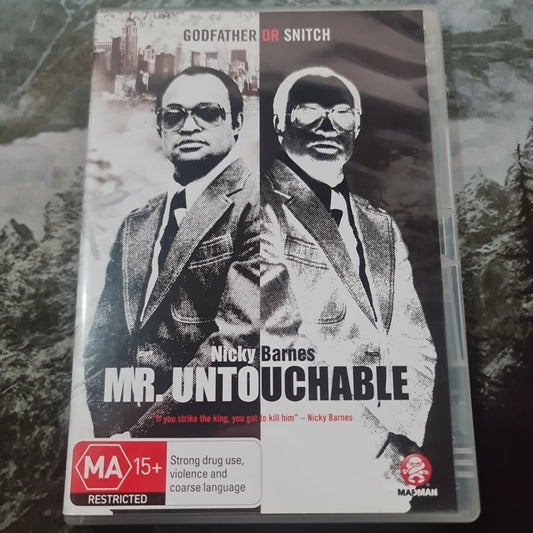 GODFATHER OR SNITCH
Nicky Barnes
MR. UNTOUCHABLE
"If you strike the king, you got to kill him" – Nicky Barnes
MA 15+
RESTRICTED
Strong drug use,
violence and
coarse language
MADMAN